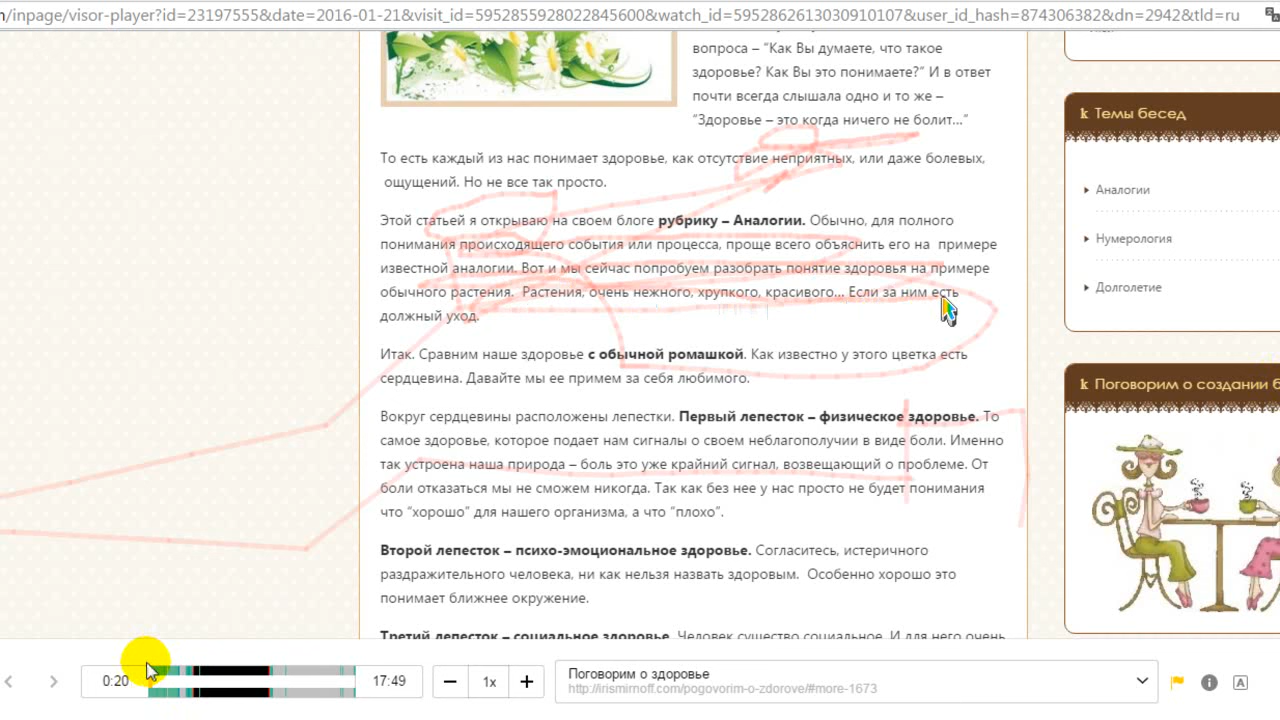 n/inpage/visor-player?id=23197555&date=2016-01-21&visit_id=5952855928022845600&watch_id=5952862613030910107&user_id_hash=874306382&dn=2942&tld=ru
вопроса – “Как Вы думаете, что такое
здоровье? Как Вы это понимаете?” И в ответ
почти всегда слышала одно и то же –
“Здоровье – это когда ничего не болит…”
То есть каждый из нас понимает здоровье, как отсутствие неприятных, или даже болевых,
ощущений. Но не все так просто.
Этой статьей я открываю на своем блоге рубрику – Аналогии. Обычно, для полного
понимания происходящего события или процесса, проще всего объяснить его на примере
известной аналогии. Вот и мы сейчас попробуем разобрать понятие здоровья на примере
обычного растения. Растения, очень нежного, хрупкого, красивого… Если за ним есть
должный уход.
Итак. Сравним наше здоровье с обычной ромашкой. Как известно у этого цветка есть
сердцевина. Давайте мы ее примем за себя любимого.
Вокруг сердцевины расположены лепестки. Первый лепесток – физическое здоровье. То
самое здоровье, которое подает нам сигналы о своем неблагополучии в виде боли. Именно
так устроена наша природа – боль это уже крайний сигнал, возвещающий о проблеме. От
боли отказаться мы не сможем никогда. Так как без нее у нас просто не будет понимания
что “хорошо” для нашего организма, а что “плохо”.
Второй лепесток – психо-эмоциональное здоровье. Согласитесь, истеричного
раздражительного человека, ни как нельзя назвать здоровым. Особенно хорошо это
понимает ближнее окружение.
Третий лепесток – социальное здоровье. Человек существо социальное. И для него очень
k Темы бесед
Аналогии
Нумерология
Долголетие
k Поговорим о создании б
0:20
17:49
1x
Поговорим о здоровье
http://irismirnoff.com/pogovorim-o-zdorove/#more-1673
A